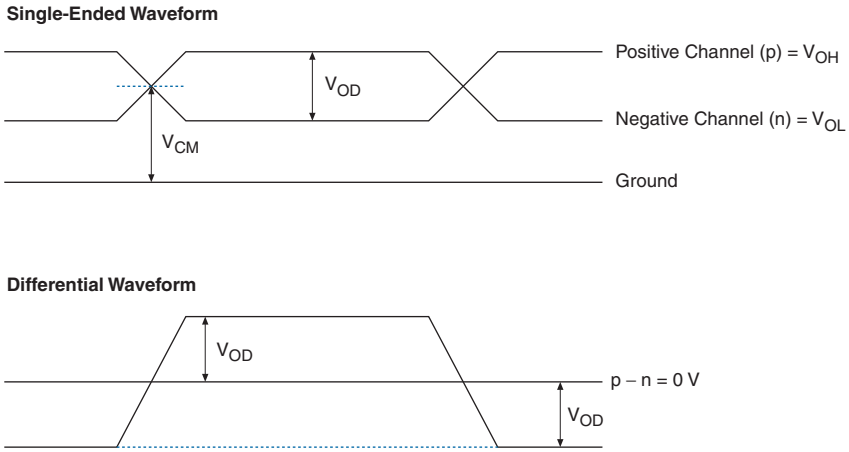 Single-Ended Waveform
Positive Channel (p) = VOH
VOD
Negative Channel (n) = VOL
VCM
Ground
Differential Waveform
VOD
p − n = 0 V
VOD